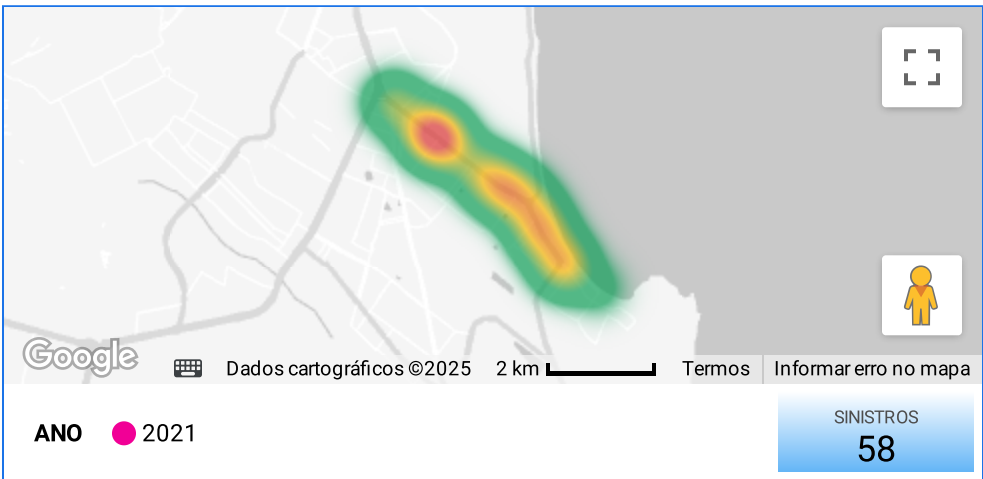 Google
Dados cartográficos ©2025
2 km
Termos
Informar erro no mapa
ANO
2021
SINISTROS
58